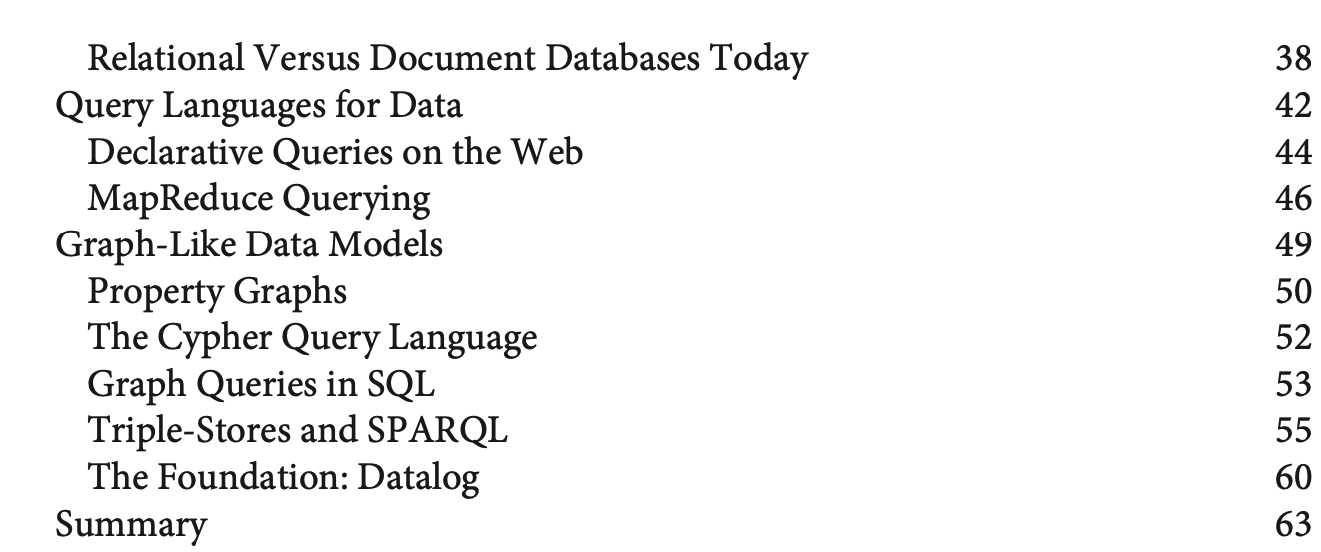 Relational Versus Document Databases Today 38
Query Languages for Data 42
Declarative Queries on the Web 44
MapReduce Querying 46
Graph-Like Data Models 49
Property Graphs 50
The Cypher Query Language 52
Graph Queries in SQL 53
Triple-Stores and SPARQL 55
The Foundation: Datalog 60
Summary 63